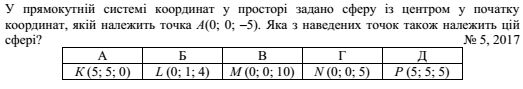 У прямокутній системі координат у просторі задано сферу із центром у початку
координат, якій належить точка A(0; 0; −5). Яка з наведених точок також належить цій
сфері? № 5, 2017
А Б В Г Д
K (5; 5; 0) L (0; 1; 4) M (0; 0; 10) N (0; 0; 5) P (5; 5; 5)